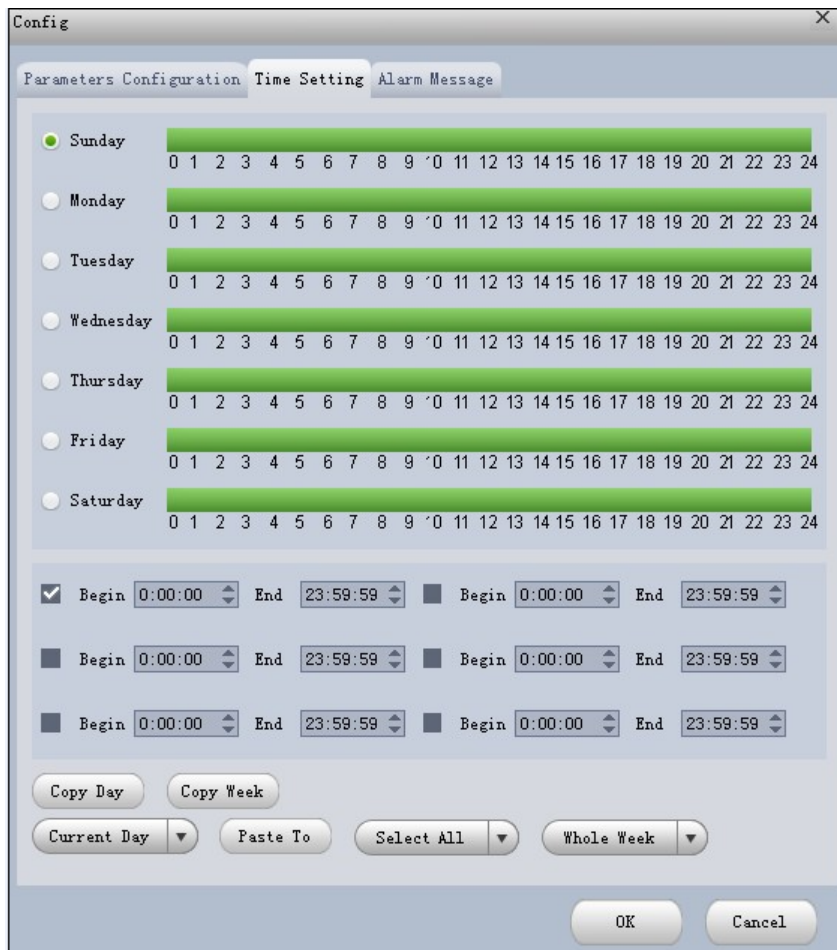 Config
Parameters Configuration Time Setting Alarm Message
Sunday
0 1 2 3 4 5 6 7 8 9 10 11 12 13 14 15 16 17 18 19 20 21 22 23 24
Monday
0 1 2 3 4 5 6 7 8 9 10 11 12 13 14 15 16 17 18 19 20 21 22 23 24
Tuesday
0 1 2 3 4 5 6 7 8 9 10 11 12 13 14 15 16 17 18 19 20 21 22 23 24
Wednesday
0 1 2 3 4 5 6 7 8 9 10 11 12 13 14 15 16 17 18 19 20 21 22 23 24
Thursday
0 1 2 3 4 5 6 7 8 9 10 11 12 13 14 15 16 17 18 19 20 21 22 23 24
Friday
0 1 2 3 4 5 6 7 8 9 10 11 12 13 14 15 16 17 18 19 20 21 22 23 24
Saturday
0 1 2 3 4 5 6 7 8 9 10 11 12 13 14 15 16 17 18 19 20 21 22 23 24
Begin 0:00:00 End 23:59:59 Begin 0:00:00 End 23:59:59
Begin 0:00:00 End 23:59:59 Begin 0:00:00 End 23:59:59
Begin 0:00:00 End 23:59:59 Begin 0:00:00 End 23:59:59
Copy Day Copy Week
Current Day Paste To Select All Whole Week
OK Cancel